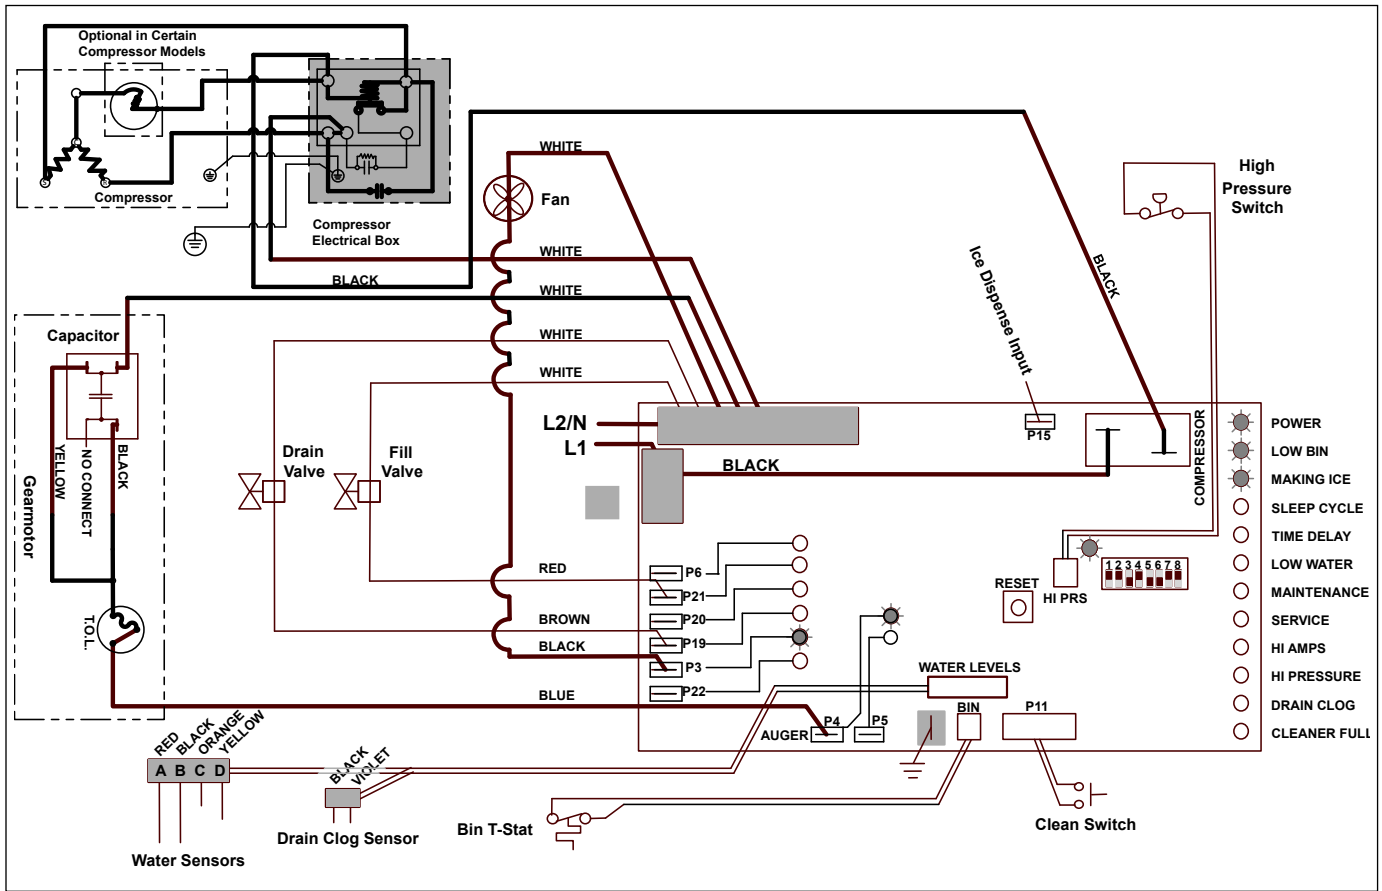 Optional in Certain
Compressor Models
Compressor
Compressor
Electrical Box
WHITE
Fan
WHITE
BLACK
WHITE
WHITE
WHITE
High
Pressure
Switch
BLACK
Ice Dispense Input
P15
COMPRESSOR
Capacitor
YELLOW
NO CONNECT
BLACK
Gearmotor
T.O.L.
Drain
Valve
Fill
Valve
L2/N
L1
BLACK
POWER
LOW BIN
MAKING ICE
SLEEP CYCLE
TIME DELAY
LOW WATER
MAINTENANCE
SERVICE
HI AMPS
HI PRESSURE
DRAIN CLOG
CLEANER FULL
1 2 3 4 5 6 7 8
RESET
HI PRS
RED
BROWN
BLACK
BLUE
P6
P21
P20
P19
P3
P22
WATER LEVELS
AUGER
P4
P5
BIN
P11
RED
BLACK
ORANGE
YELLOW
A B C D
Water Sensors
BLACK
VIOLET
Drain Clog Sensor
Bin T-Stat
Clean Switch